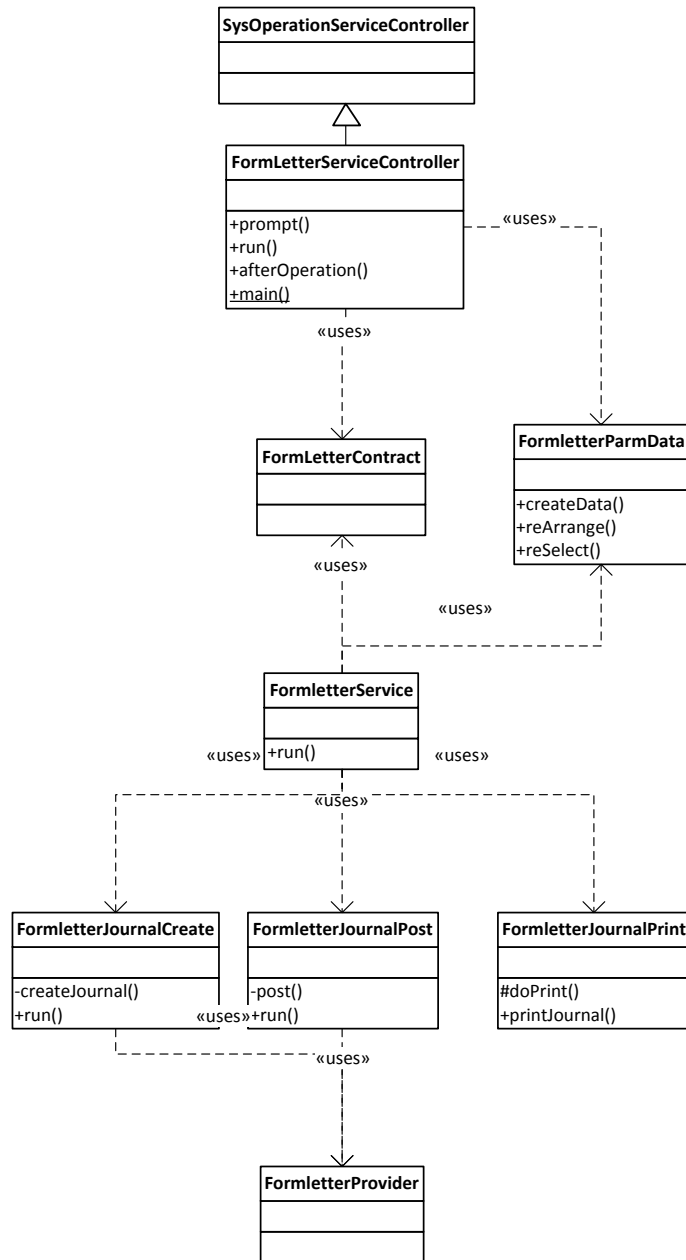 SysOperationServiceController
FormLetterServiceController
+prompt()
+run()
+afterOperation()
+main()
«uses»
«uses»
FormLetterContract
FormletterParmData
+createData()
+reArrange()
+reSelect()
«uses»
«uses»
FormletterService
+run()
«uses»
«uses»
«uses»
FormletterJournalCreate
-createJournal()
+run()
FormletterJournalPost
-post()
+run()
FormletterJournalPrint
#doPrint()
+printJournal()
«uses»
«uses»
FormletterProvider